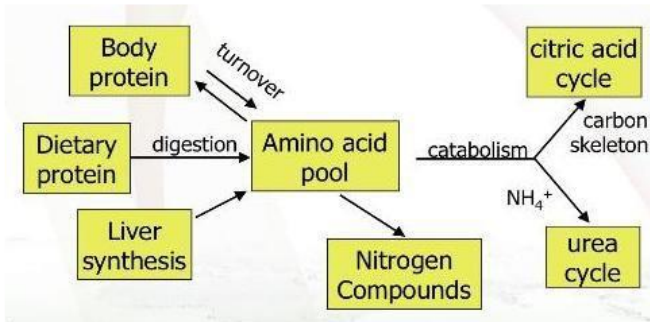 Body
protein
turnover
citric acid
cycle
Dietary
protein
digestion
Amino acid
pool
catabolism
carbon
skeleton
NH₄⁺
Liver
synthesis
Nitrogen
Compounds
urea
cycle